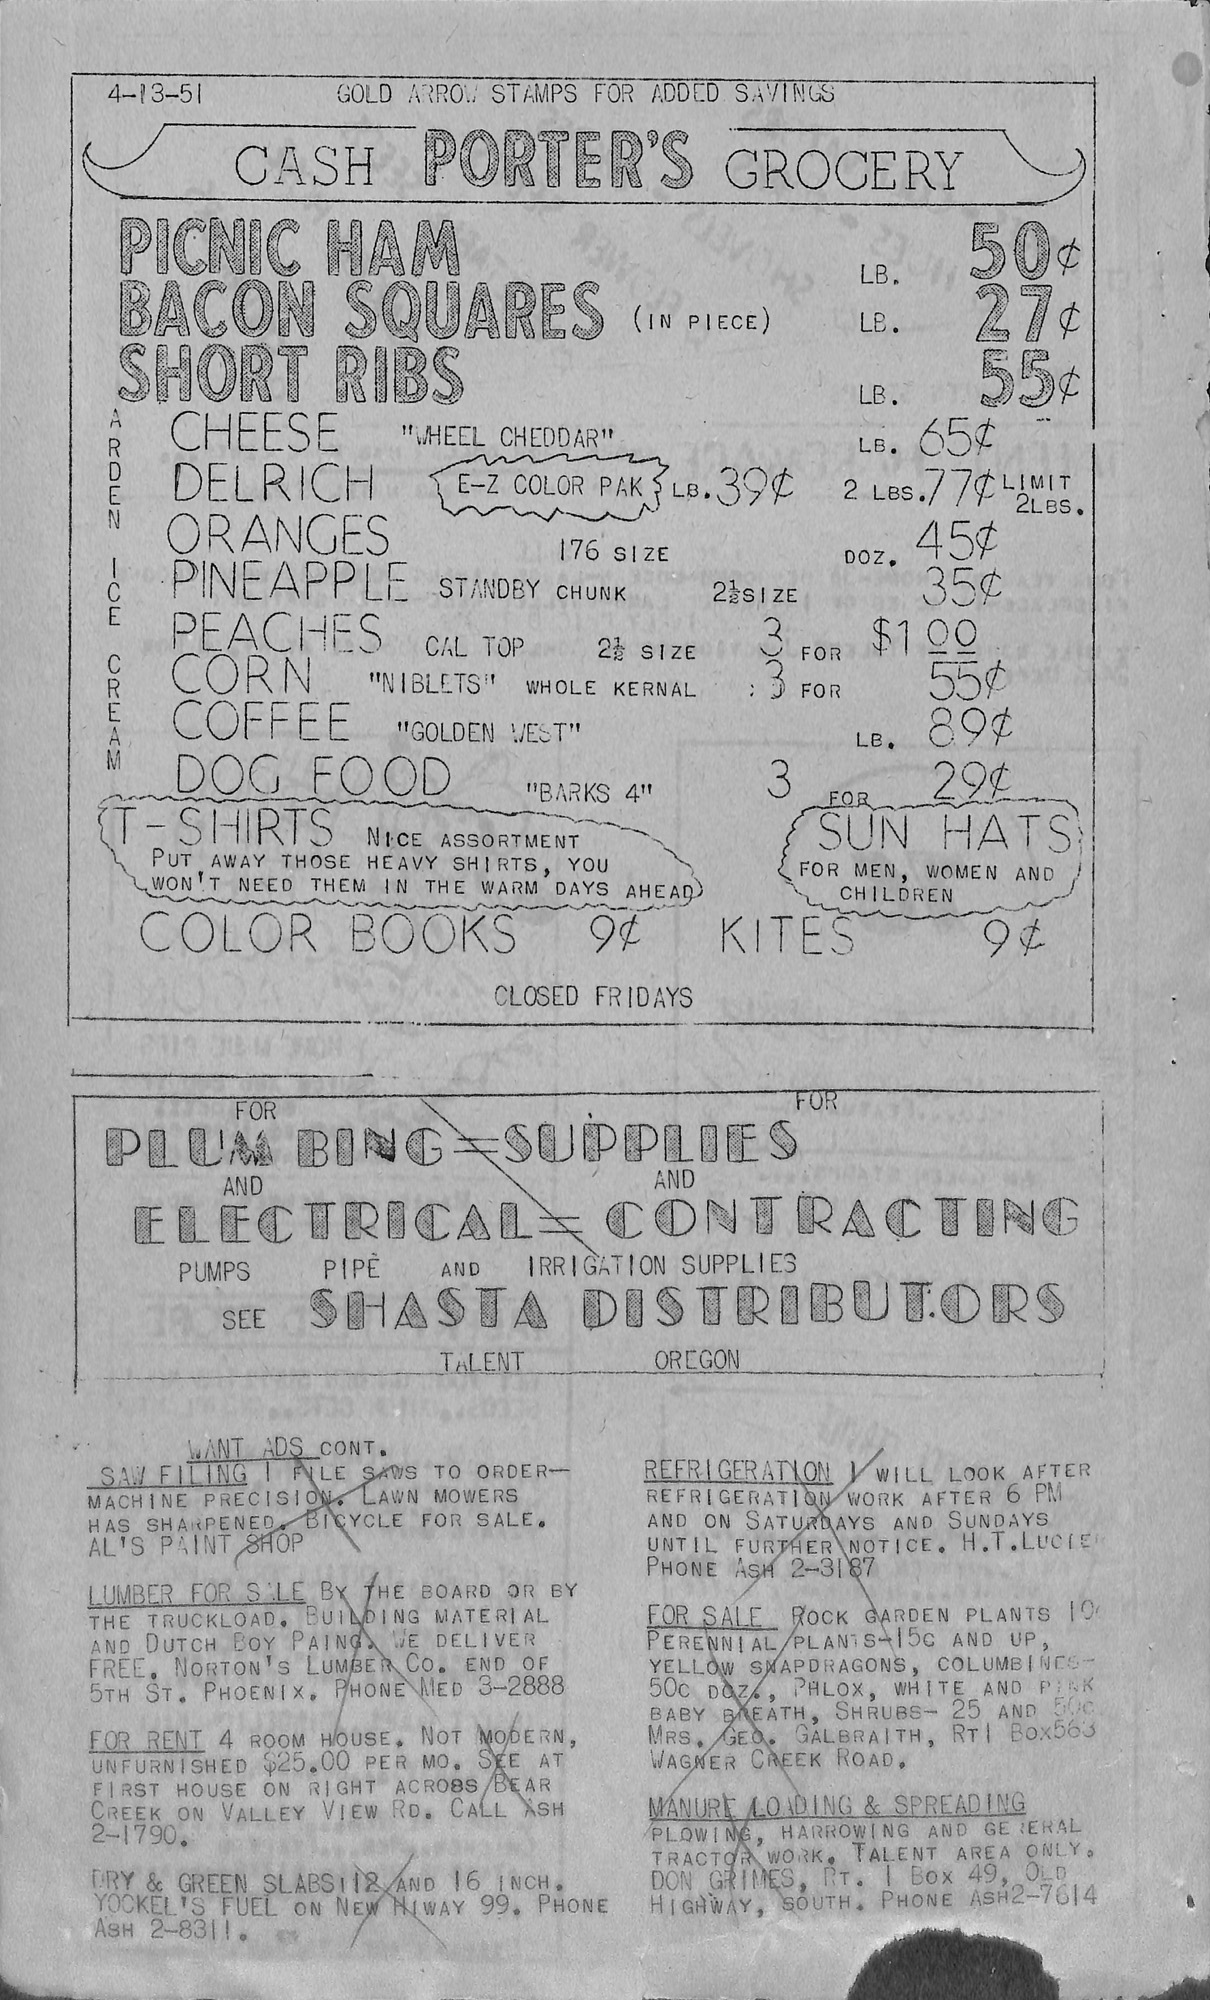 4-13-51 GOLD ARROW STAMPS FOR ADDED SAVINGS
CASH PORTER'S GROCERY
PICNIC HAM LB. 50¢
BACON SQUARES (IN PIECE) LB. 27¢
SHORT RIBS LB. 55¢
ARDEN ICE CREAM
CHEESE "WHEEL CHEDDAR" LB. 65¢
DELRICH E-Z COLOR PAK LB. 39¢ 2 LBS. 77¢ LIMIT 2LBS.
ORANGES 176 SIZE DOZ. 45¢
PINEAPPLE STANDBY CHUNK 2½SIZE 35¢
PEACHES CAL TOP 2½ SIZE 3 FOR $1 00
CORN "NIBLETS" WHOLE KERNAL : 3 FOR 55¢
COFFEE "GOLDEN WEST" LB. 89¢
DOG FOOD "BARKS 4" 3 FOR 29¢
T-SHIRTS NICE ASSORTMENT
PUT AWAY THOSE HEAVY SHIRTS, YOU
WON'T NEED THEM IN THE WARM DAYS AHEAD
SUN HATS
FOR MEN, WOMEN AND
CHILDREN
COLOR BOOKS 9¢ KITES 9¢
CLOSED FRIDAYS
FOR FOR
PLUMBING=SUPPLIES
AND AND
ELECTRICAL= CONTRACTING
PUMPS PIPE AND IRRIGATION SUPPLIES
SEE SHASTA DISTRIBUTORS
TALENT OREGON
WANT ADS CONT.
SAW FILING I FILE SAWS TO ORDER-
MACHINE PRECISION. LAWN MOWERS
HAS SHARPENED. BICYCLE FOR SALE.
AL'S PAINT SHOP
LUMBER FOR SALE BY THE BOARD OR BY
THE TRUCKLOAD. BUILDING MATERIAL
AND DUTCH BOY PAING. WE DELIVER
FREE. NORTON'S LUMBER CO. END OF
5TH ST. PHOENIX. PHONE MED 3-2888
FOR RENT 4 ROOM HOUSE. NOT MODERN,
UNFURNISHED $25.00 PER MO. SEE AT
FIRST HOUSE ON RIGHT ACROSS BEAR
CREEK ON VALLEY VIEW RD. CALL ASH
2-1790.
DRY & GREEN SLABS 12 AND 16 INCH.
YOCKEL'S FUEL ON NEW HIWAY 99. PHONE
ASH 2-8311.
REFRIGERATION I WILL LOOK AFTER
REFRIGERATION WORK AFTER 6 PM
AND ON SATURDAYS AND SUNDAYS
UNTIL FURTHER NOTICE. H.T.LUCIE
PHONE ASH 2-3187
FOR SALE ROCK GARDEN PLANTS 10
PERENNIAL PLANTS-15C AND UP,
YELLOW SNAPDRAGONS, COLUMBINES-
50C DOZ., PHLOX, WHITE AND PINK
BABY BREATH, SHRUBS- 25 AND 50C
MRS. GEO. GALBRAITH, RT1 BOX563
WAGNER CREEK ROAD.
MANURE LOADING & SPREADING
PLOWING, HARROWING AND GENERAL
TRACTOR WORK. TALENT AREA ONLY.
DON GRIMES, RT. 1 BOX 49, OLD
HIGHWAY, SOUTH. PHONE ASH2-7614